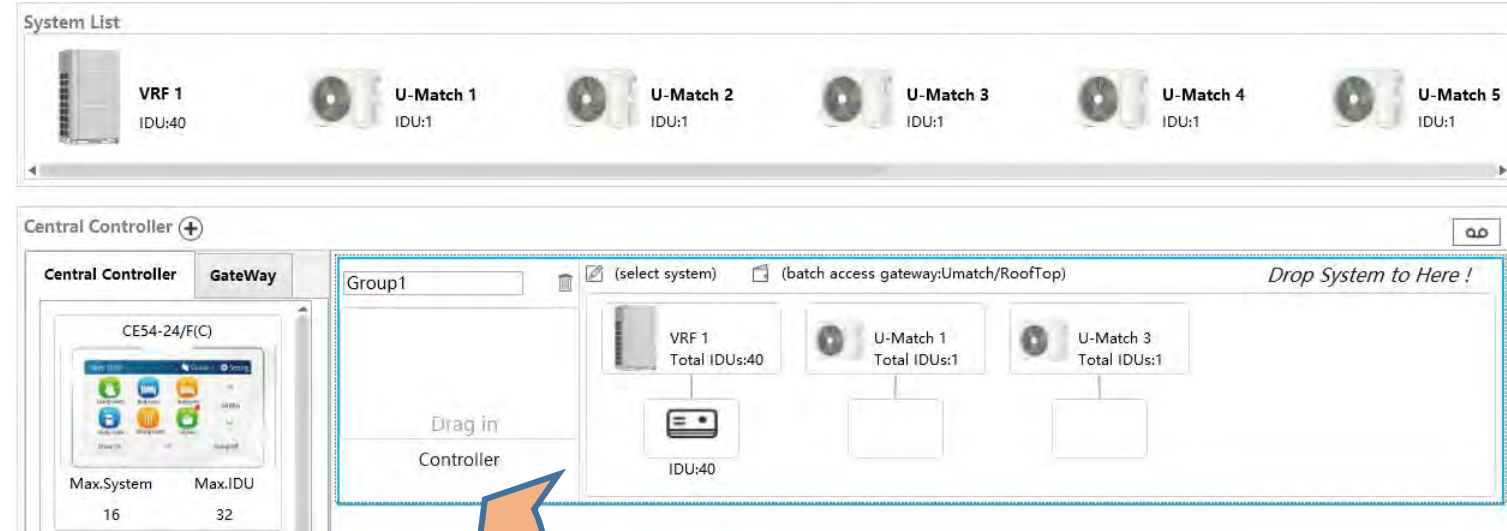 System List
VRF 1
IDU:40
U-Match 1
IDU:1
U-Match 2
IDU:1
U-Match 3
IDU:1
U-Match 4
IDU:1
U-Match 5
IDU:1
Central Controller
Central Controller
GateWay
CE54-24/F(C)
Max.System Max.IDU
16 32
Group1
(select system) (batch access gateway:Umatch/RoofTop) Drop System to Here !
VRF 1
Total IDUs:40
U-Match 1
Total IDUs:1
U-Match 3
Total IDUs:1
IDU:40
Drag in
Controller